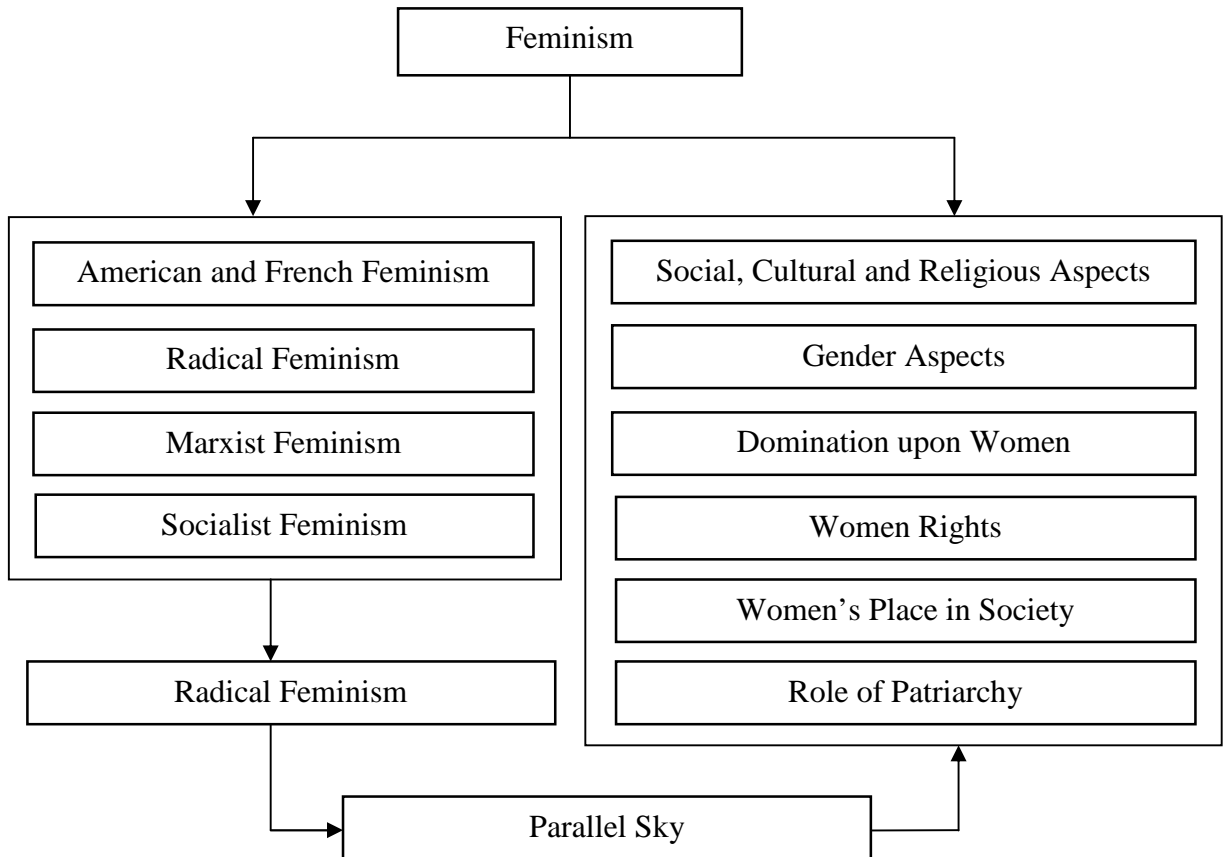 Feminism
American and French Feminism
Radical Feminism
Marxist Feminism
Socialist Feminism
Radical Feminism
Social, Cultural and Religious Aspects
Gender Aspects
Domination upon Women
Women Rights
Women’s Place in Society
Role of Patriarchy
Parallel Sky